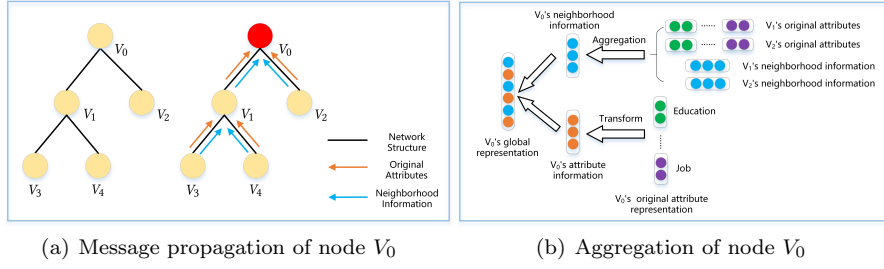 V0
V1
V2
V3
V4
V0
V1
V2
V3
V4
Network
Structure
Original
Attributes
Neighborhood
Information
(a) Message propagation of node V0
V0's neighborhood
information
Aggregation
......
V1's original attributes
......
V2's original attributes
V1's neighborhood information
V2's neighborhood information
V0's global
representation
Transform
V0's attribute
information
Education
......
Job
V0's original attribute
representation
(b) Aggregation of node V0